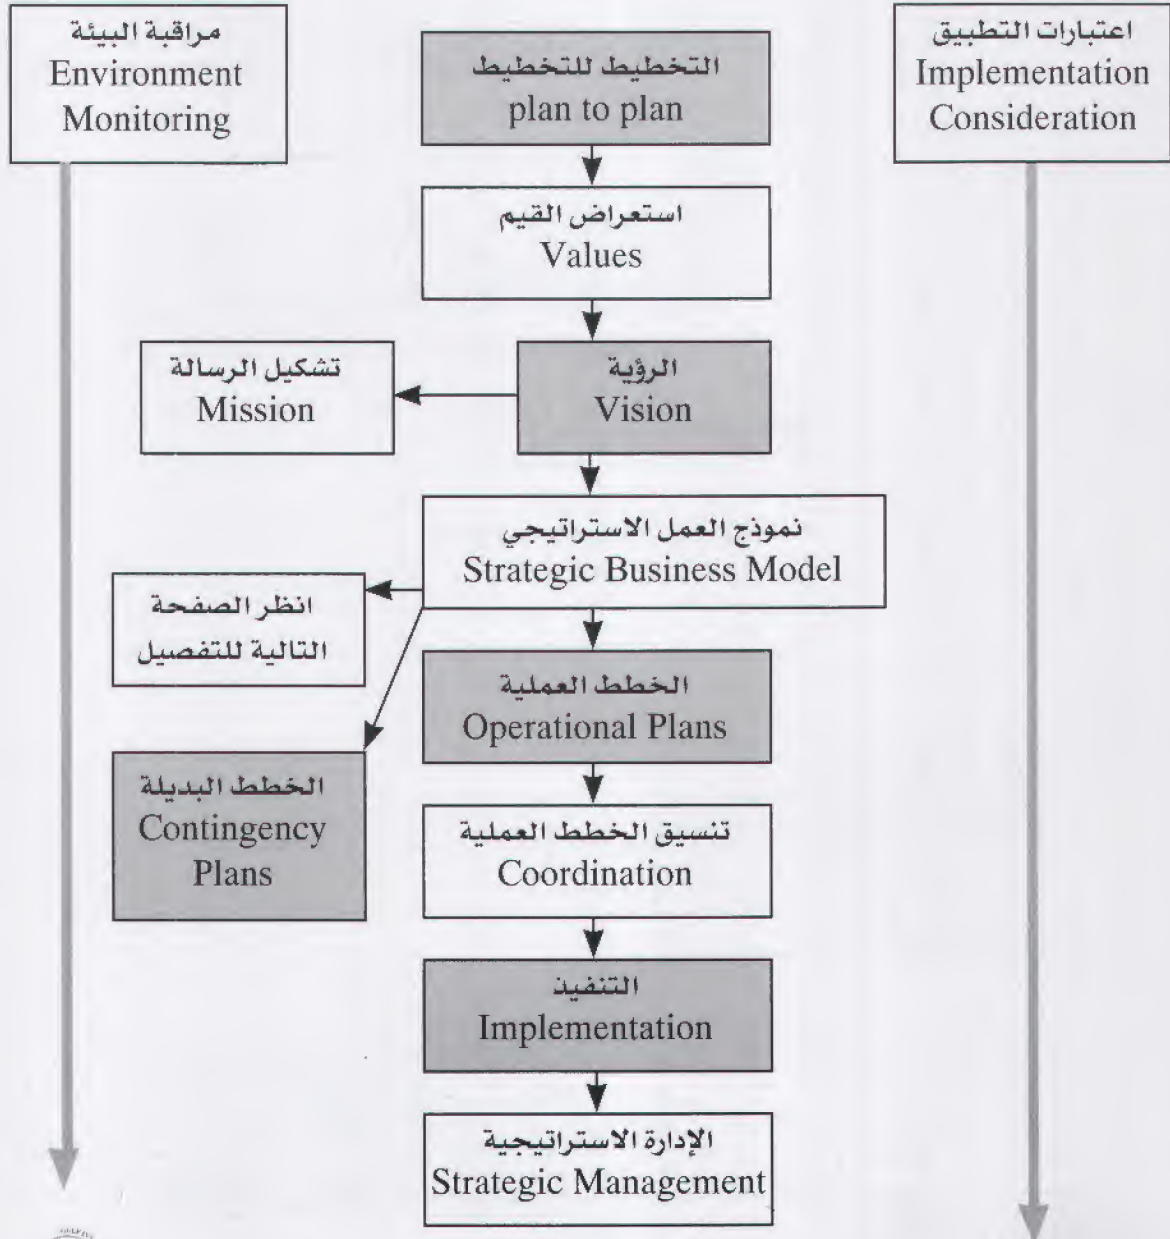 مراقبة البيئة
Environment
Monitoring
التخطيط للتخطيط
plan to plan
اعتبارات التطبيق
Implementation
Consideration
استعراض القيم
Values
تشكيل الرسالة
Mission
الرؤية
Vision
نموذج العمل الاستراتيجي
Strategic Business Model
انظر الصفحة
التالية للتفصيل
الخطط العملية
Operational Plans
الخطط البديلة
Contingency
Plans
تنسيق الخطط العملية
Coordination
التنفيذ
Implementation
الإدارة الاستراتيجية
Strategic Management